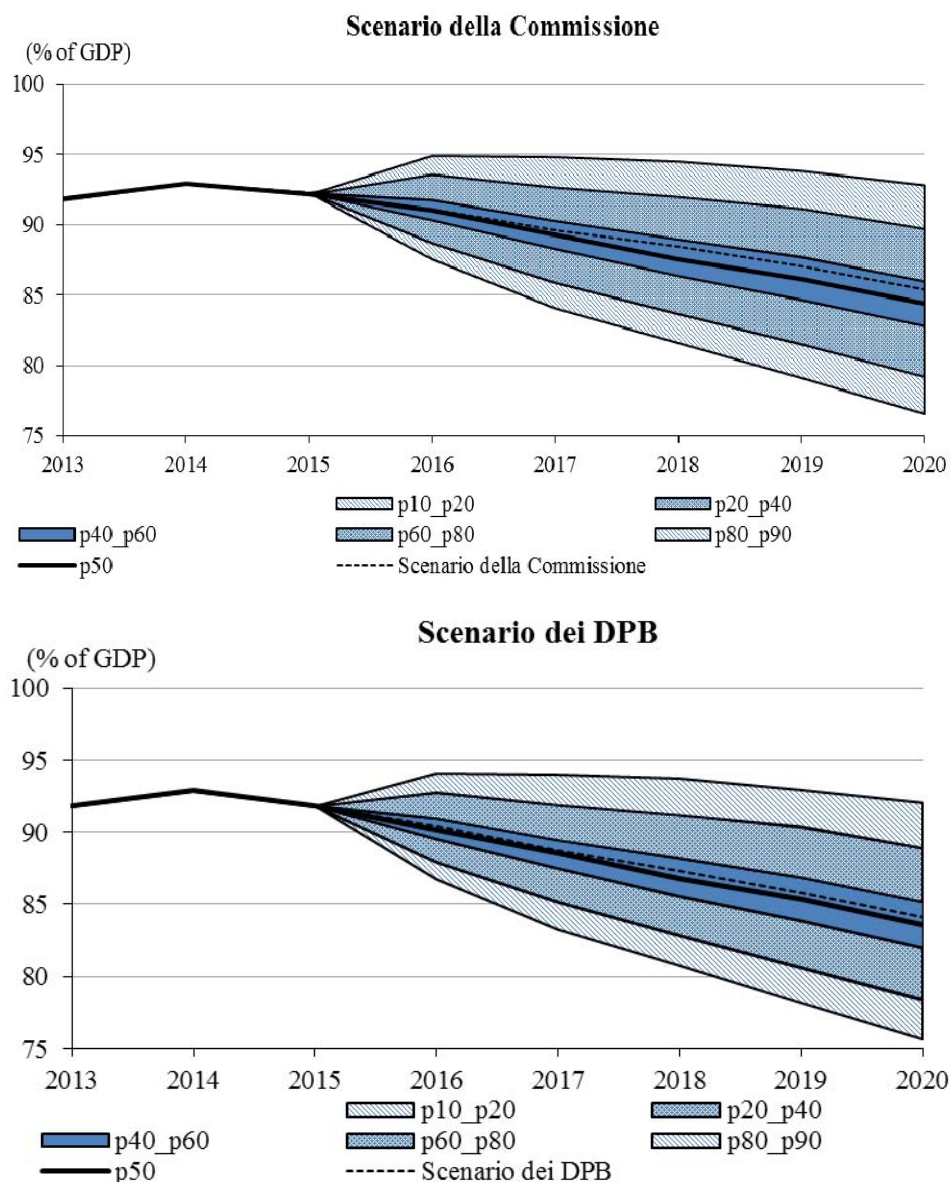 Scenario della Commissione
(% of GDP)
100
95
90
85
80
75
2013 2014 2015 2016 2017 2018 2019 2020
p10_p20 p20_p40
p40_p60 p60_p80 p80_p90
p50 Scenario della Commissione
Scenario dei DPB
(% of GDP)
100
95
90
85
80
75
2013 2014 2015 2016 2017 2018 2019 2020
p10_p20 p20_p40
p40_p60 p60_p80 p80_p90
p50 Scenario dei DPB